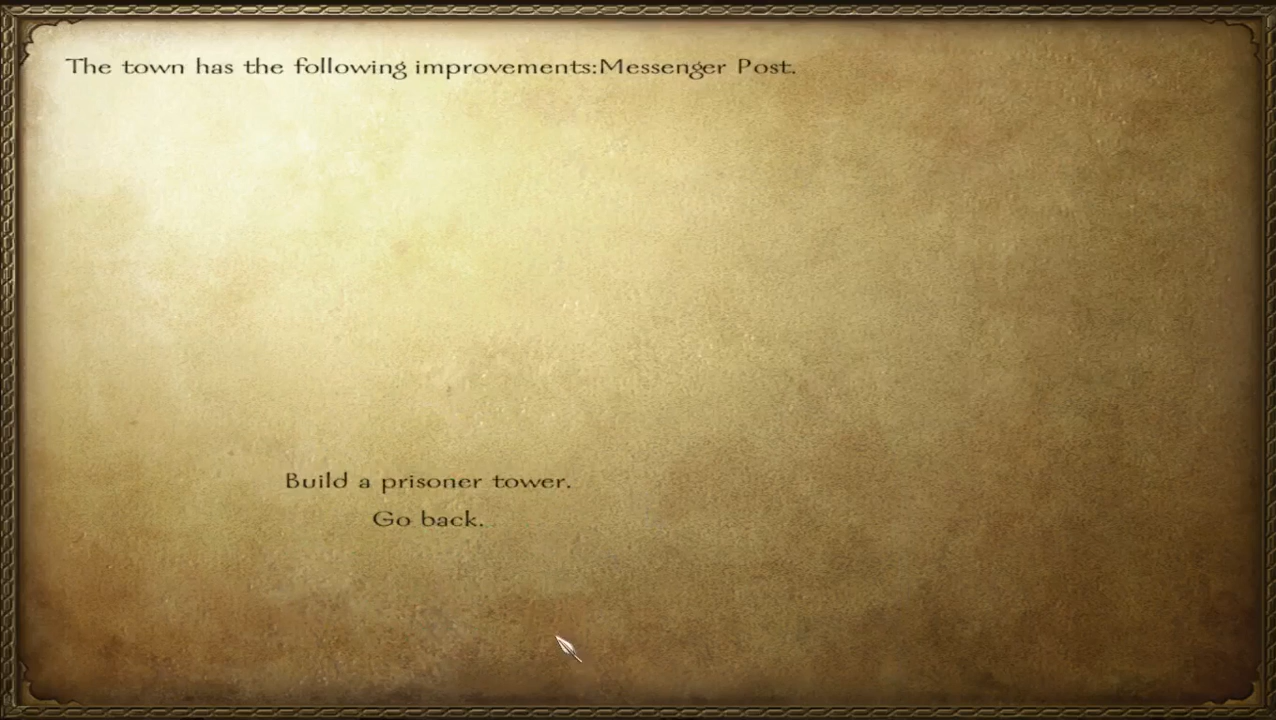 The town has the following improvements:Messenger Post.
Build a prisoner tower.
Go back.